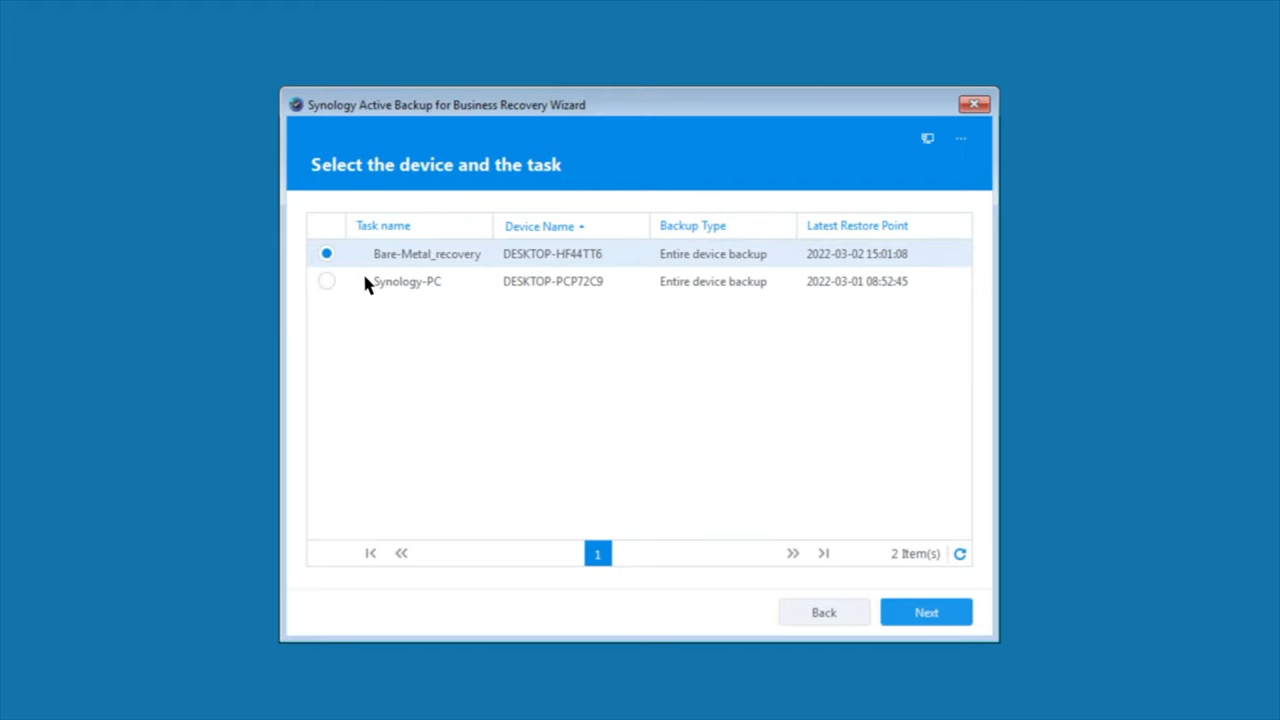 Synology Active Backup for Business Recovery Wizard
Select the device and the task
Task name Device Name Backup Type Latest Restore Point
Bare-Metal_recovery DESKTOP-HF44TT6 Entire device backup 2022-03-02 15:01:08
Synology-PC DESKTOP-PCP72C9 Entire device backup 2022-03-01 08:52:45
1 2 Item(s)
Back Next